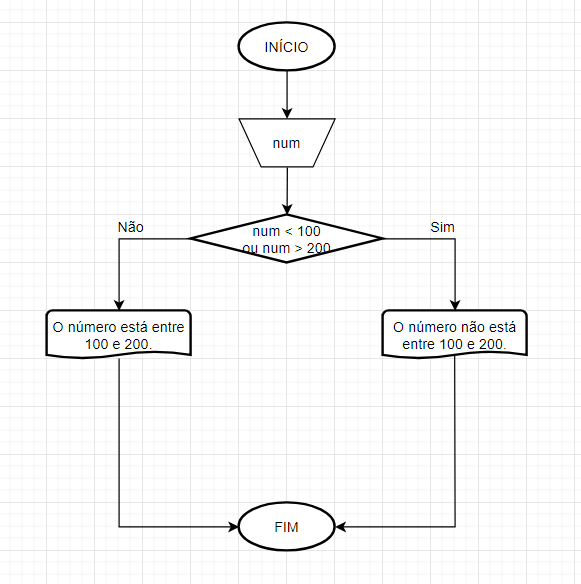 INÍCIO
num
num < 100
ou num > 200
Não
Sim
O número está entre
100 e 200.
O número não está
entre 100 e 200.
FIM